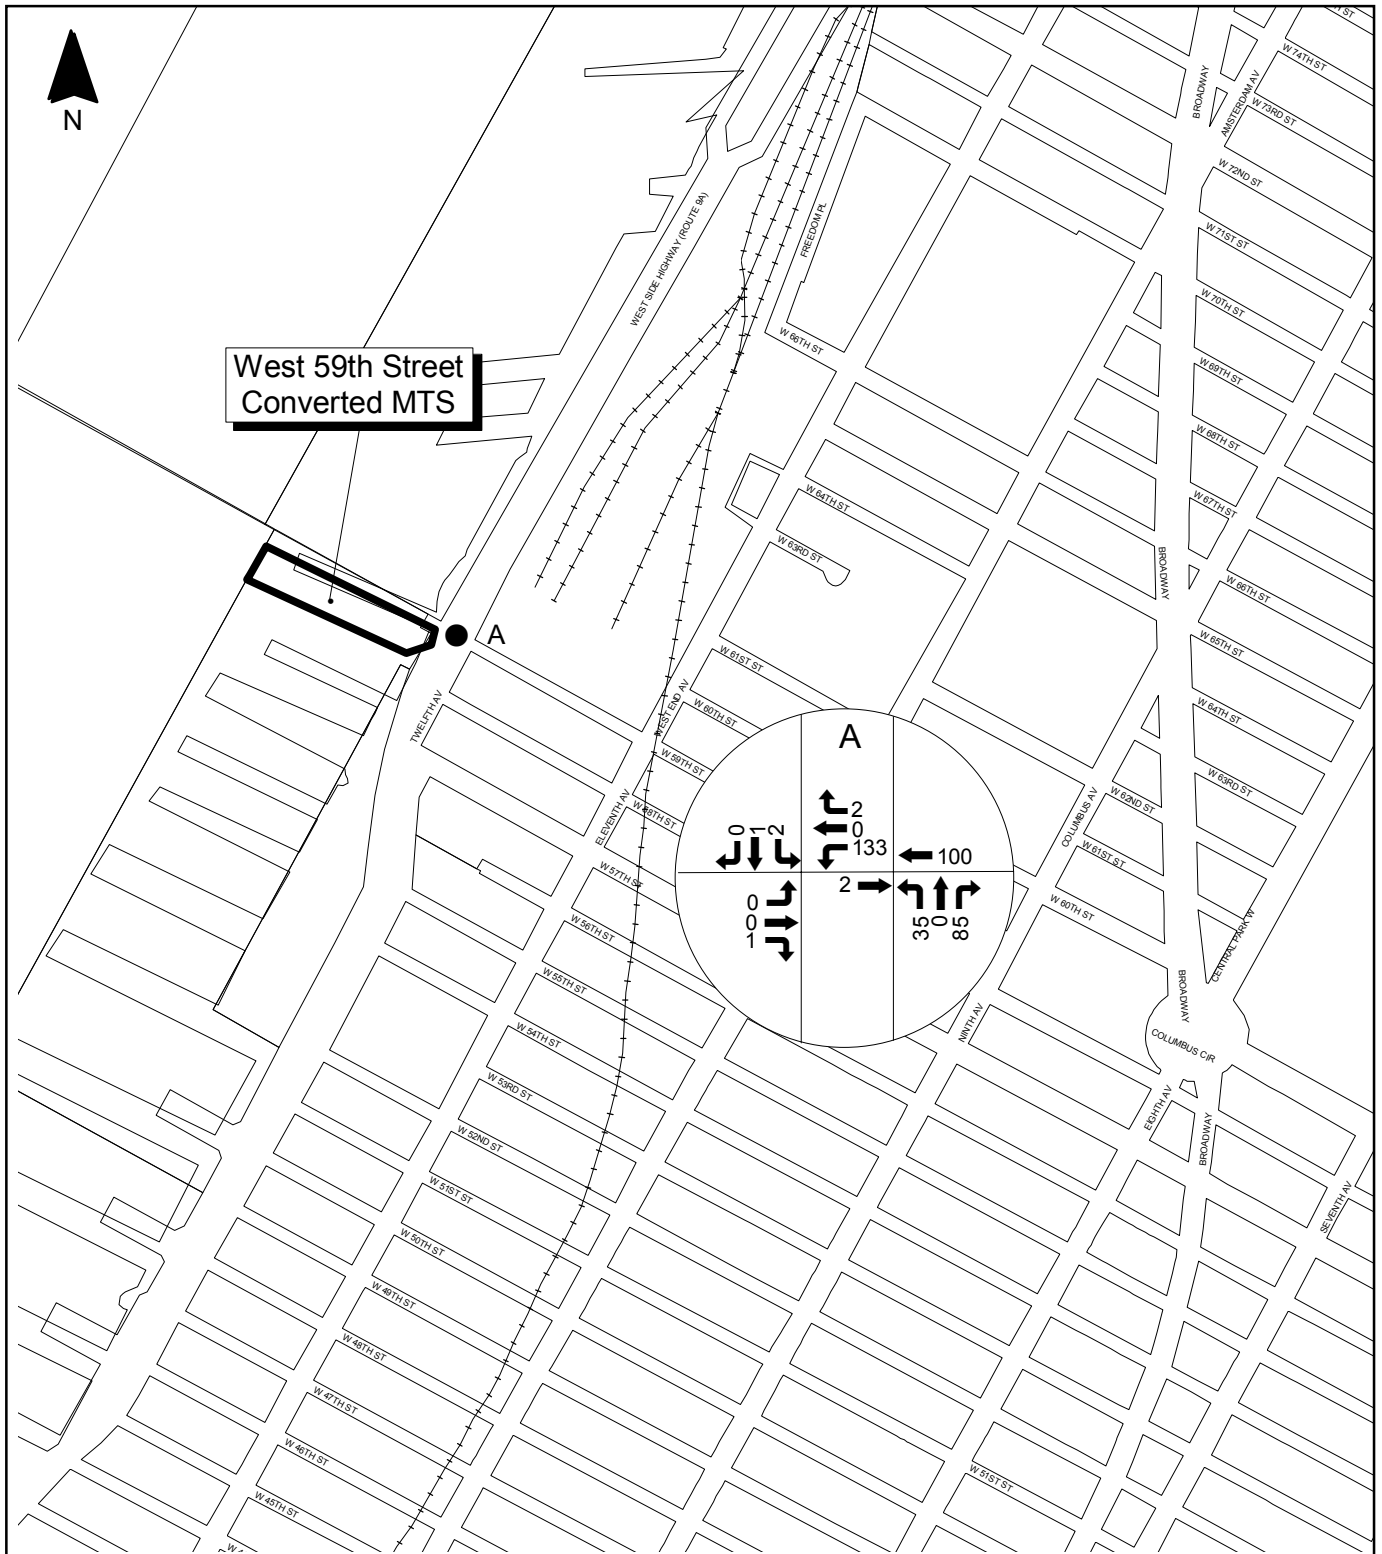 N
West 59th Street
Converted MTS
A
WEST SIDE HIGHWAY (ROUTE 9A)
FREEDOM PL
BROADWAY
AMSTERDAM AV
W 74TH ST
W 73RD ST
W 72ND ST
W 71ST ST
W 70TH ST
W 69TH ST
W 68TH ST
W 67TH ST
W 66TH ST
W 65TH ST
W 64TH ST
W 63RD ST
W 66TH ST
W 64TH ST
W 63RD ST
W 61ST ST
W 60TH ST
W 59TH ST
W 58TH ST
W 57TH ST
W 56TH ST
W 55TH ST
W 54TH ST
W 53RD ST
W 52ND ST
W 51ST ST
W 50TH ST
W 49TH ST
W 48TH ST
W 47TH ST
W 46TH ST
W 45TH ST
TWELFTH AV
WEST END AV
ELEVENTH AV
BROADWAY
COLUMBUS AV
W 62ND ST
W 61ST ST
W 60TH ST
CENTRAL PARK W
BROADWAY
COLUMBUS CIR
NINTH AV
EIGHTH AV
BROADWAY
SEVENTH AV
W 51ST ST
A
0 1 2
2
0
133
100
0
0
1
2
35 0 85